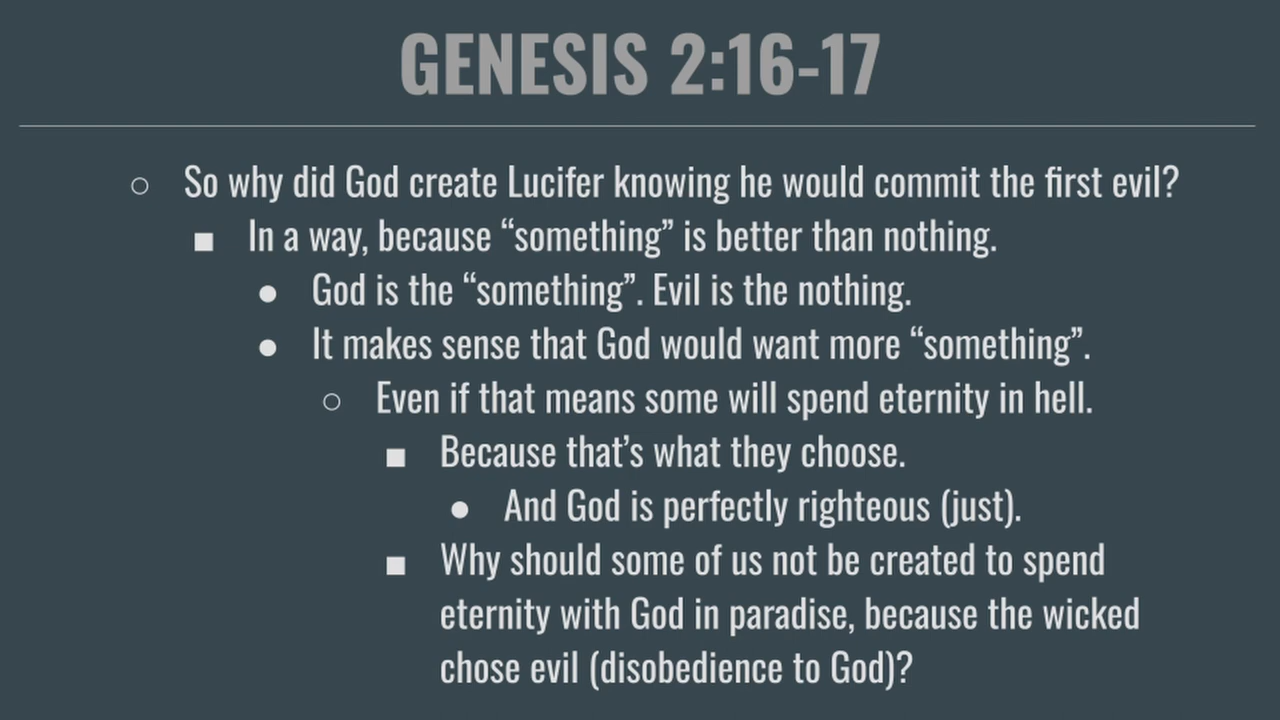 GENESIS 2:16-17
○ So why did God create Lucifer knowing he would commit the first evil?
■ In a way, because “something” is better than nothing.
● God is the “something”. Evil is the nothing.
● It makes sense that God would want more “something”.
○ Even if that means some will spend eternity in hell.
■ Because that’s what they choose.
● And God is perfectly righteous (just).
■ Why should some of us not be created to spend
eternity with God in paradise, because the wicked
chose evil (disobedience to God)?